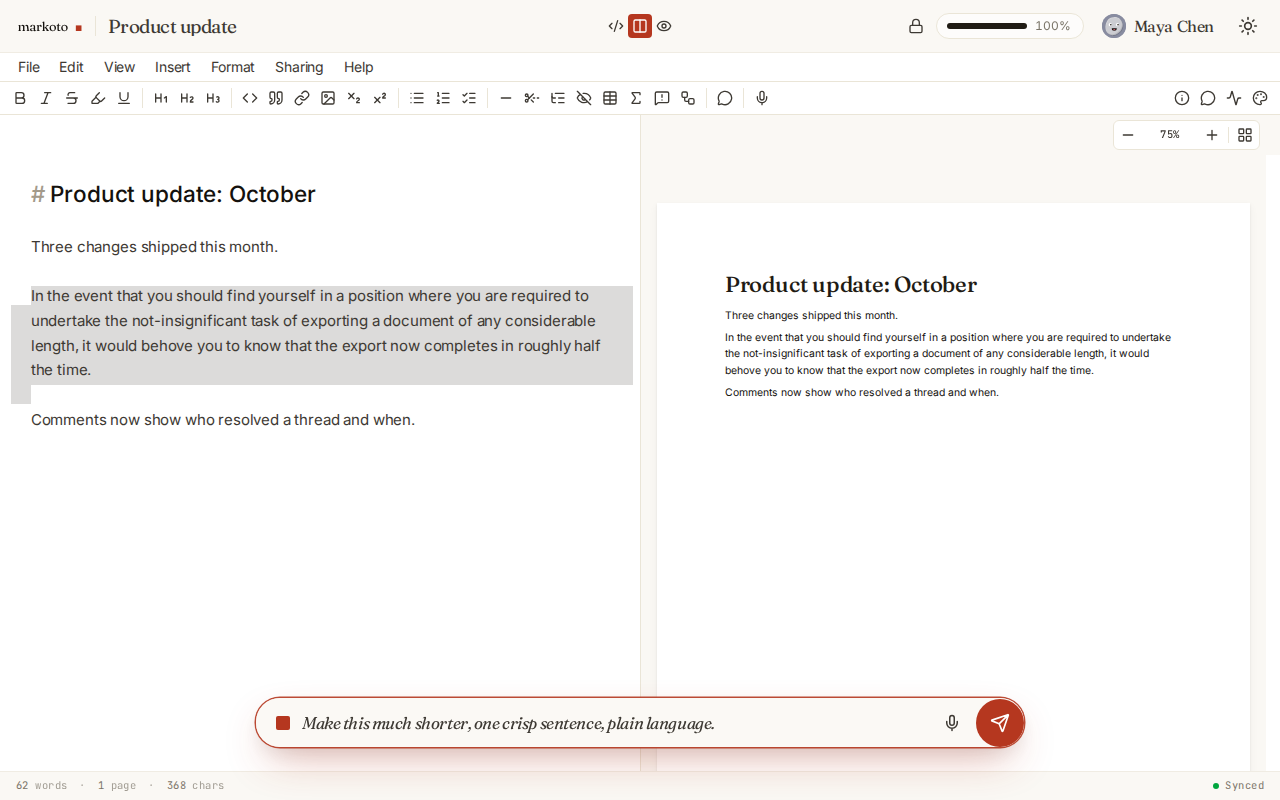 markoto
Product update
100%
Maya Chen
File Edit View Insert Format Sharing Help
H1 H2 H3
75%
# Product update: October
Three changes shipped this month.
In the event that you should find yourself in a position where you are required to
undertake the not-insignificant task of exporting a document of any considerable
length, it would behove you to know that the export now completes in roughly half
the time.
Comments now show who resolved a thread and when.
Product update: October
Three changes shipped this month.
In the event that you should find yourself in a position where you are required to undertake
the not-insignificant task of exporting a document of any considerable length, it would
behove you to know that the export now completes in roughly half the time.
Comments now show who resolved a thread and when.
Make this much shorter, one crisp sentence, plain language.
62 words · 1 page · 368 chars
Synced